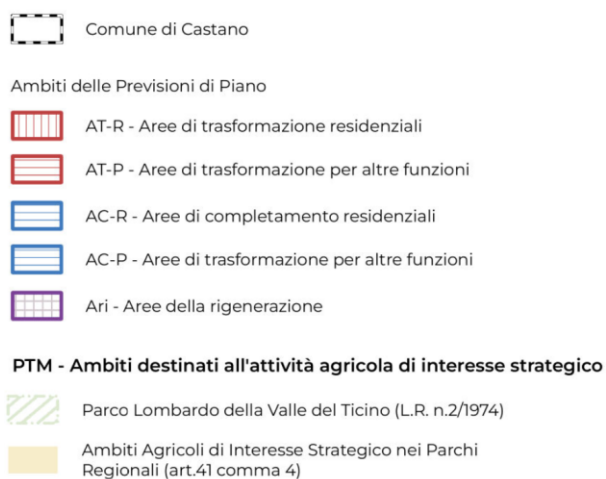 Comune di Castano
Ambiti delle Previsioni di Piano
AT-R - Aree di trasformazione residenziali
AT-P - Aree di trasformazione per altre funzioni
AC-R - Aree di completamento residenziali
AC-P - Aree di trasformazione per altre funzioni
Ari - Aree della rigenerazione
PTM - Ambiti destinati all'attività agricola di interesse strategico
Parco Lombardo della Valle del Ticino (L.R. n.2/1974)
Ambiti Agricoli di Interesse Strategico nei Parchi
Regionali (art.41 comma 4)